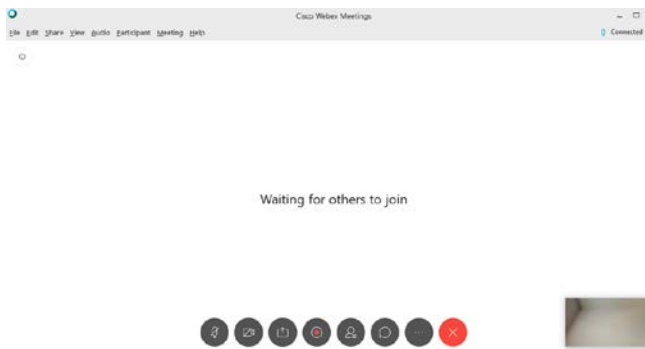 Cisco Webex Meetings
File Edit Share View Audio Participant Meeting Help
Connected
Waiting for others to join